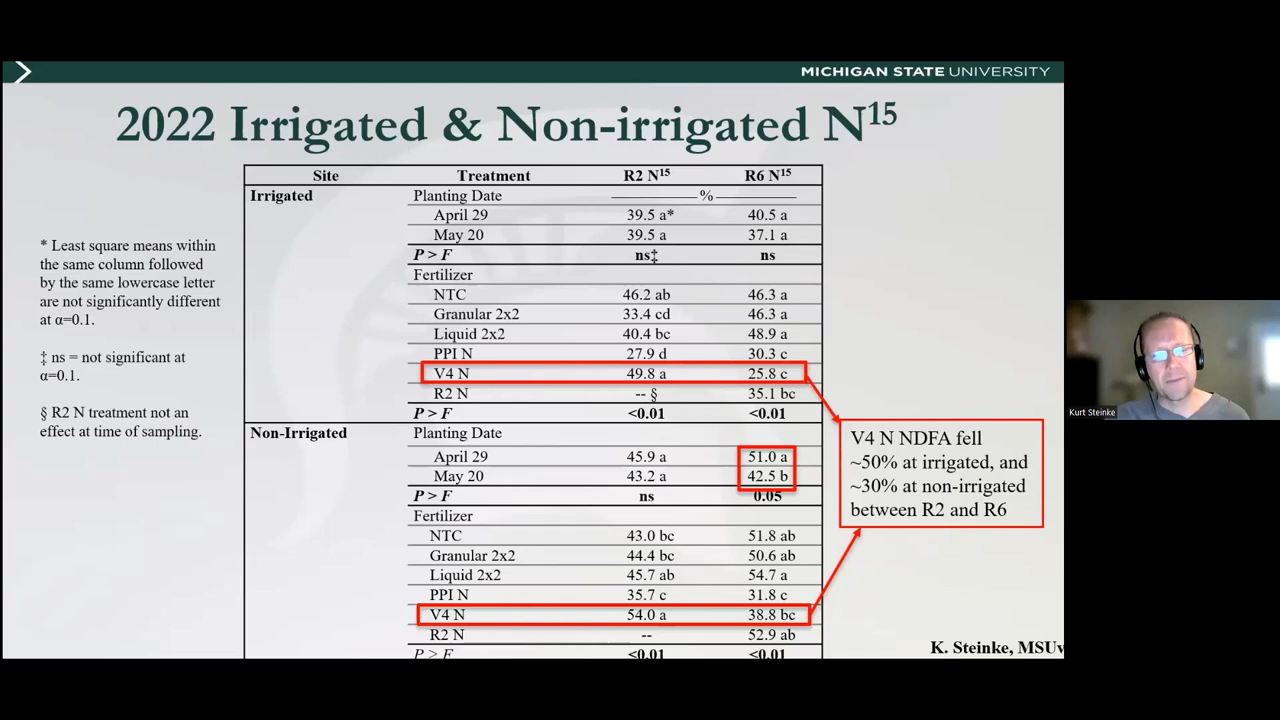 MICHIGAN STATE UNIVERSITY
2022 Irrigated & Non-irrigated N15
Site Treatment R2 N15 R6 N15
Irrigated Planting Date %
April 29 39.5 a* 40.5 a
May 20 39.5 a 37.1 a
P > F ns‡ ns
Fertilizer
NTC 46.2 ab 46.3 a
Granular 2x2 33.4 cd 46.3 a
Liquid 2x2 40.4 bc 48.9 a
PPI N 27.9 d 30.3 c
V4 N 49.8 a 25.8 c
R2 N -- § 35.1 bc
P > F <0.01 <0.01
Non-Irrigated Planting Date
April 29 45.9 a 51.0 a
May 20 43.2 a 42.5 b
P > F ns 0.05
Fertilizer
NTC 43.0 bc 51.8 ab
Granular 2x2 44.4 bc 50.6 ab
Liquid 2x2 45.7 ab 54.7 a
PPI N 35.7 c 31.8 c
V4 N 54.0 a 38.8 bc
R2 N -- 52.9 ab
P > F <0.01 <0.01
* Least square means within
the same column followed
by the same lowercase letter
are not significantly different
at α=0.1.
‡ ns = not significant at
α=0.1.
§ R2 N treatment not an
effect at time of sampling.
V4 N NDFA fell
~50% at irrigated, and
~30% at non-irrigated
between R2 and R6
K. Steinke, MSU
Kurt Steinke